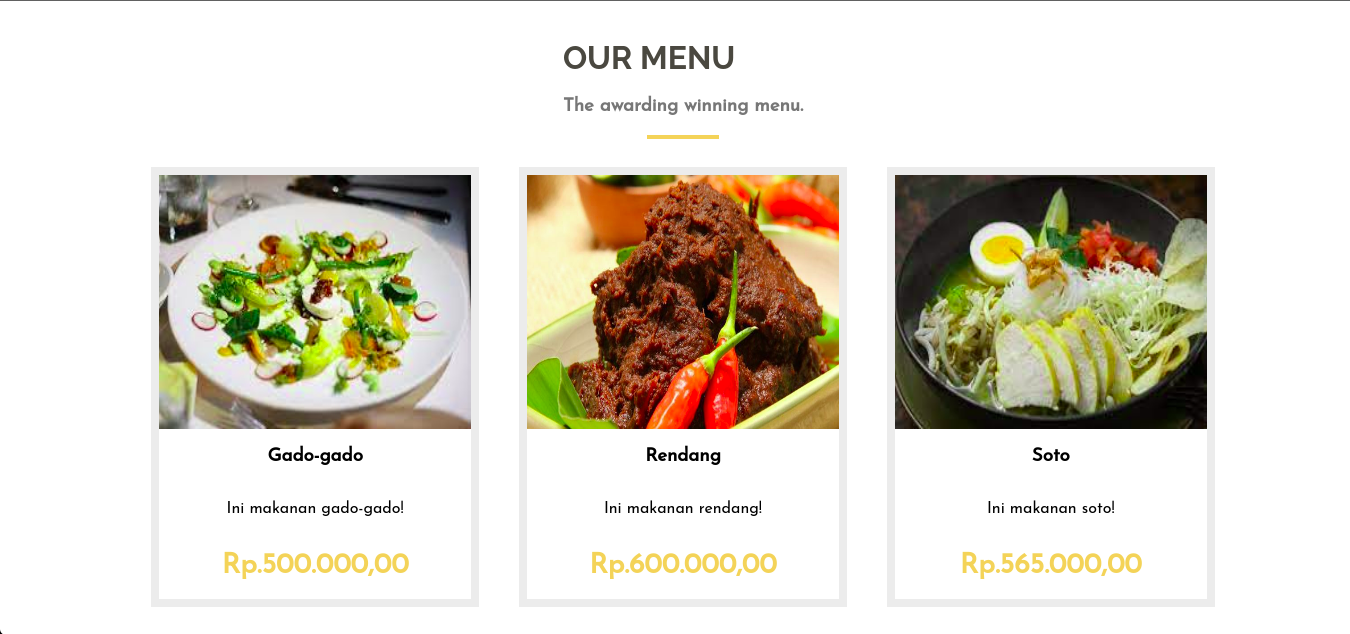 OUR MENU
The awarding winning menu.
Gado-gado
Ini makanan gado-gado!
Rp.500.000,00
Rendang
Ini makanan rendang!
Rp.600.000,00
Soto
Ini makanan soto!
Rp.565.000,00